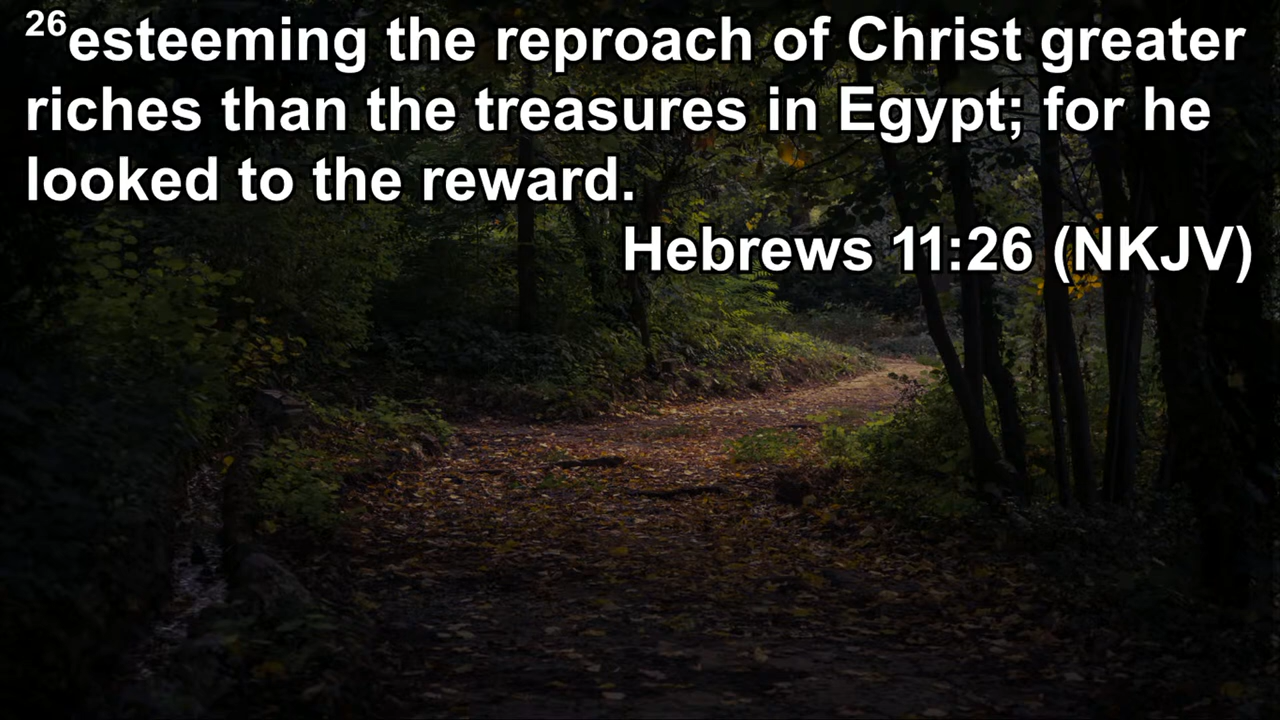 26esteeming the reproach of Christ greater
riches than the treasures in Egypt; for he
looked to the reward.
Hebrews 11:26 (NKJV)